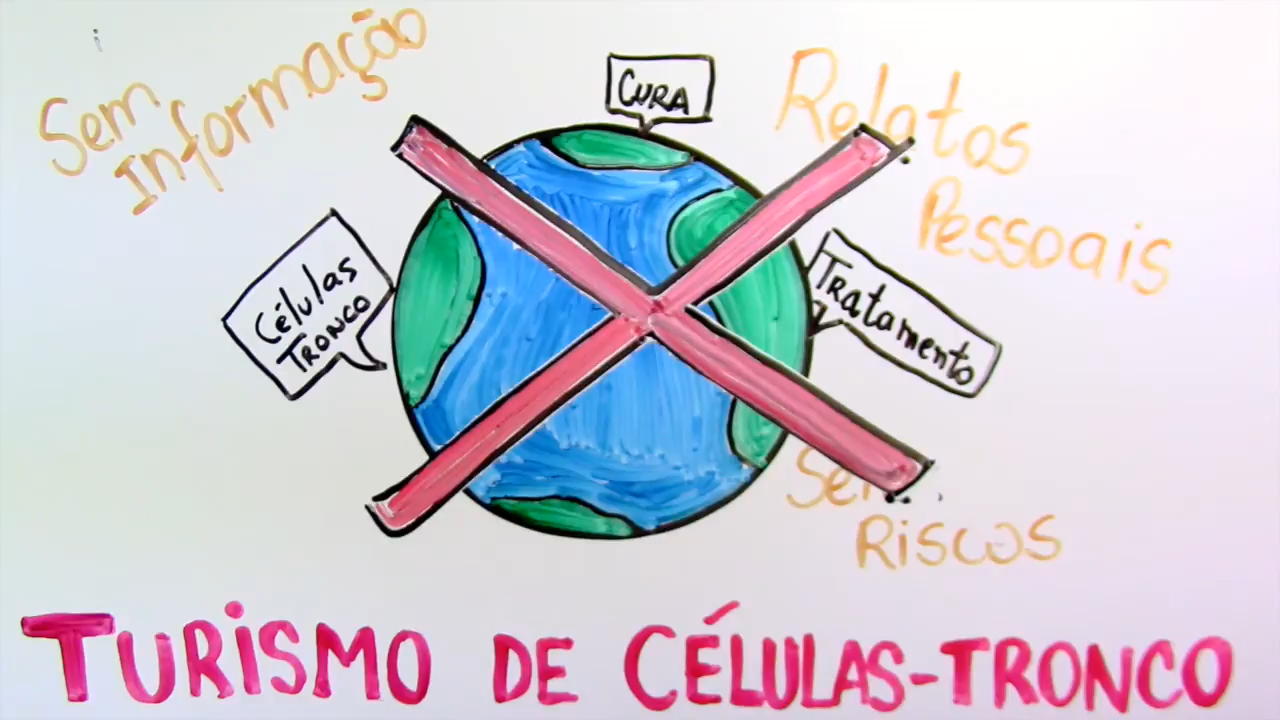 Sem
Informação
CURA
Relatos
Pessoais
Células
TRONCO
Tratamento
Sem
RISCOS
TURISMO DE CÉLULAS-TRONCO